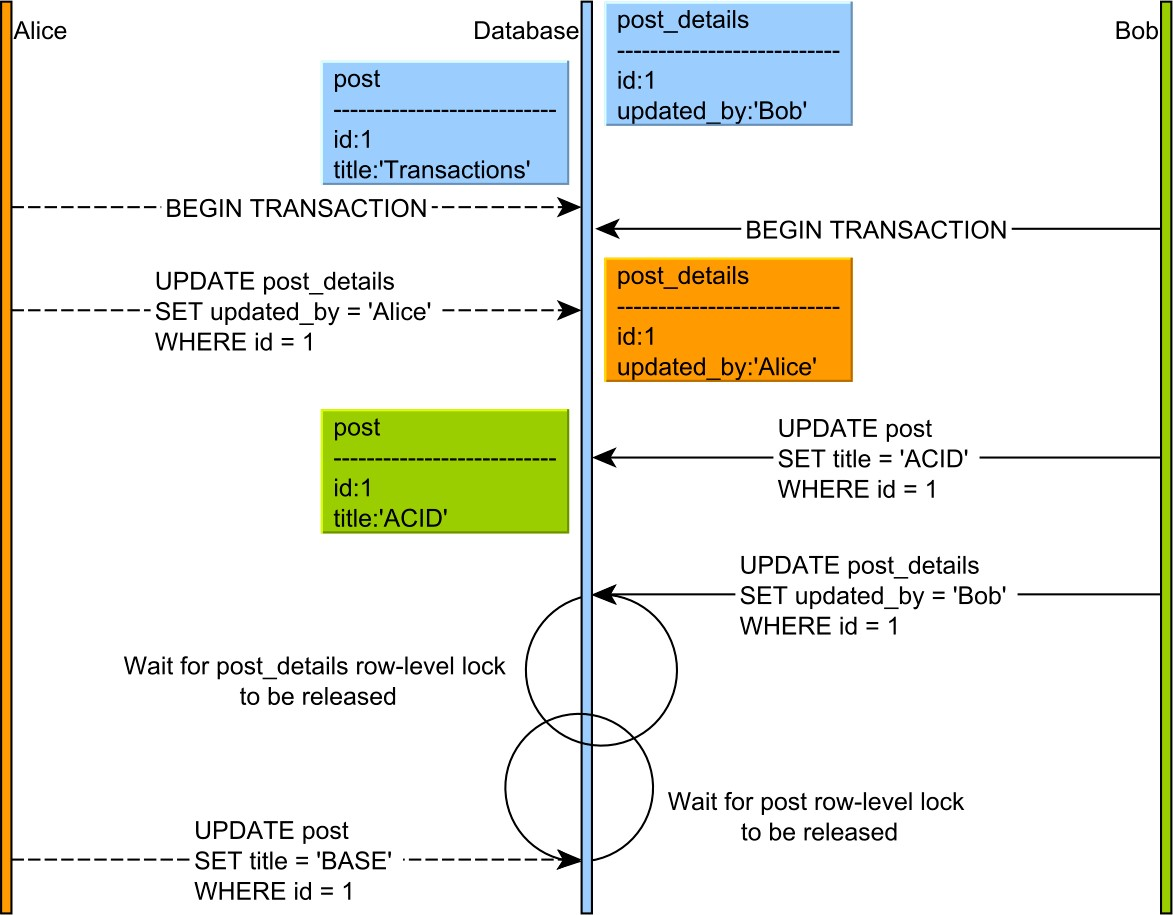 Alice
Database
Bob
post_details
---------------------------
id:1
updated_by:'Bob'
post
---------------------------
id:1
title:'Transactions'
BEGIN TRANSACTION
BEGIN TRANSACTION
UPDATE post_details
SET updated_by = 'Alice'
WHERE id = 1
post_details
---------------------------
id:1
updated_by:'Alice'
UPDATE post
SET title = 'ACID'
WHERE id = 1
post
---------------------------
id:1
title:'ACID'
UPDATE post_details
SET updated_by = 'Bob'
WHERE id = 1
Wait for post_details row-level lock
to be released
Wait for post row-level lock
to be released
UPDATE post
SET title = 'BASE'
WHERE id = 1